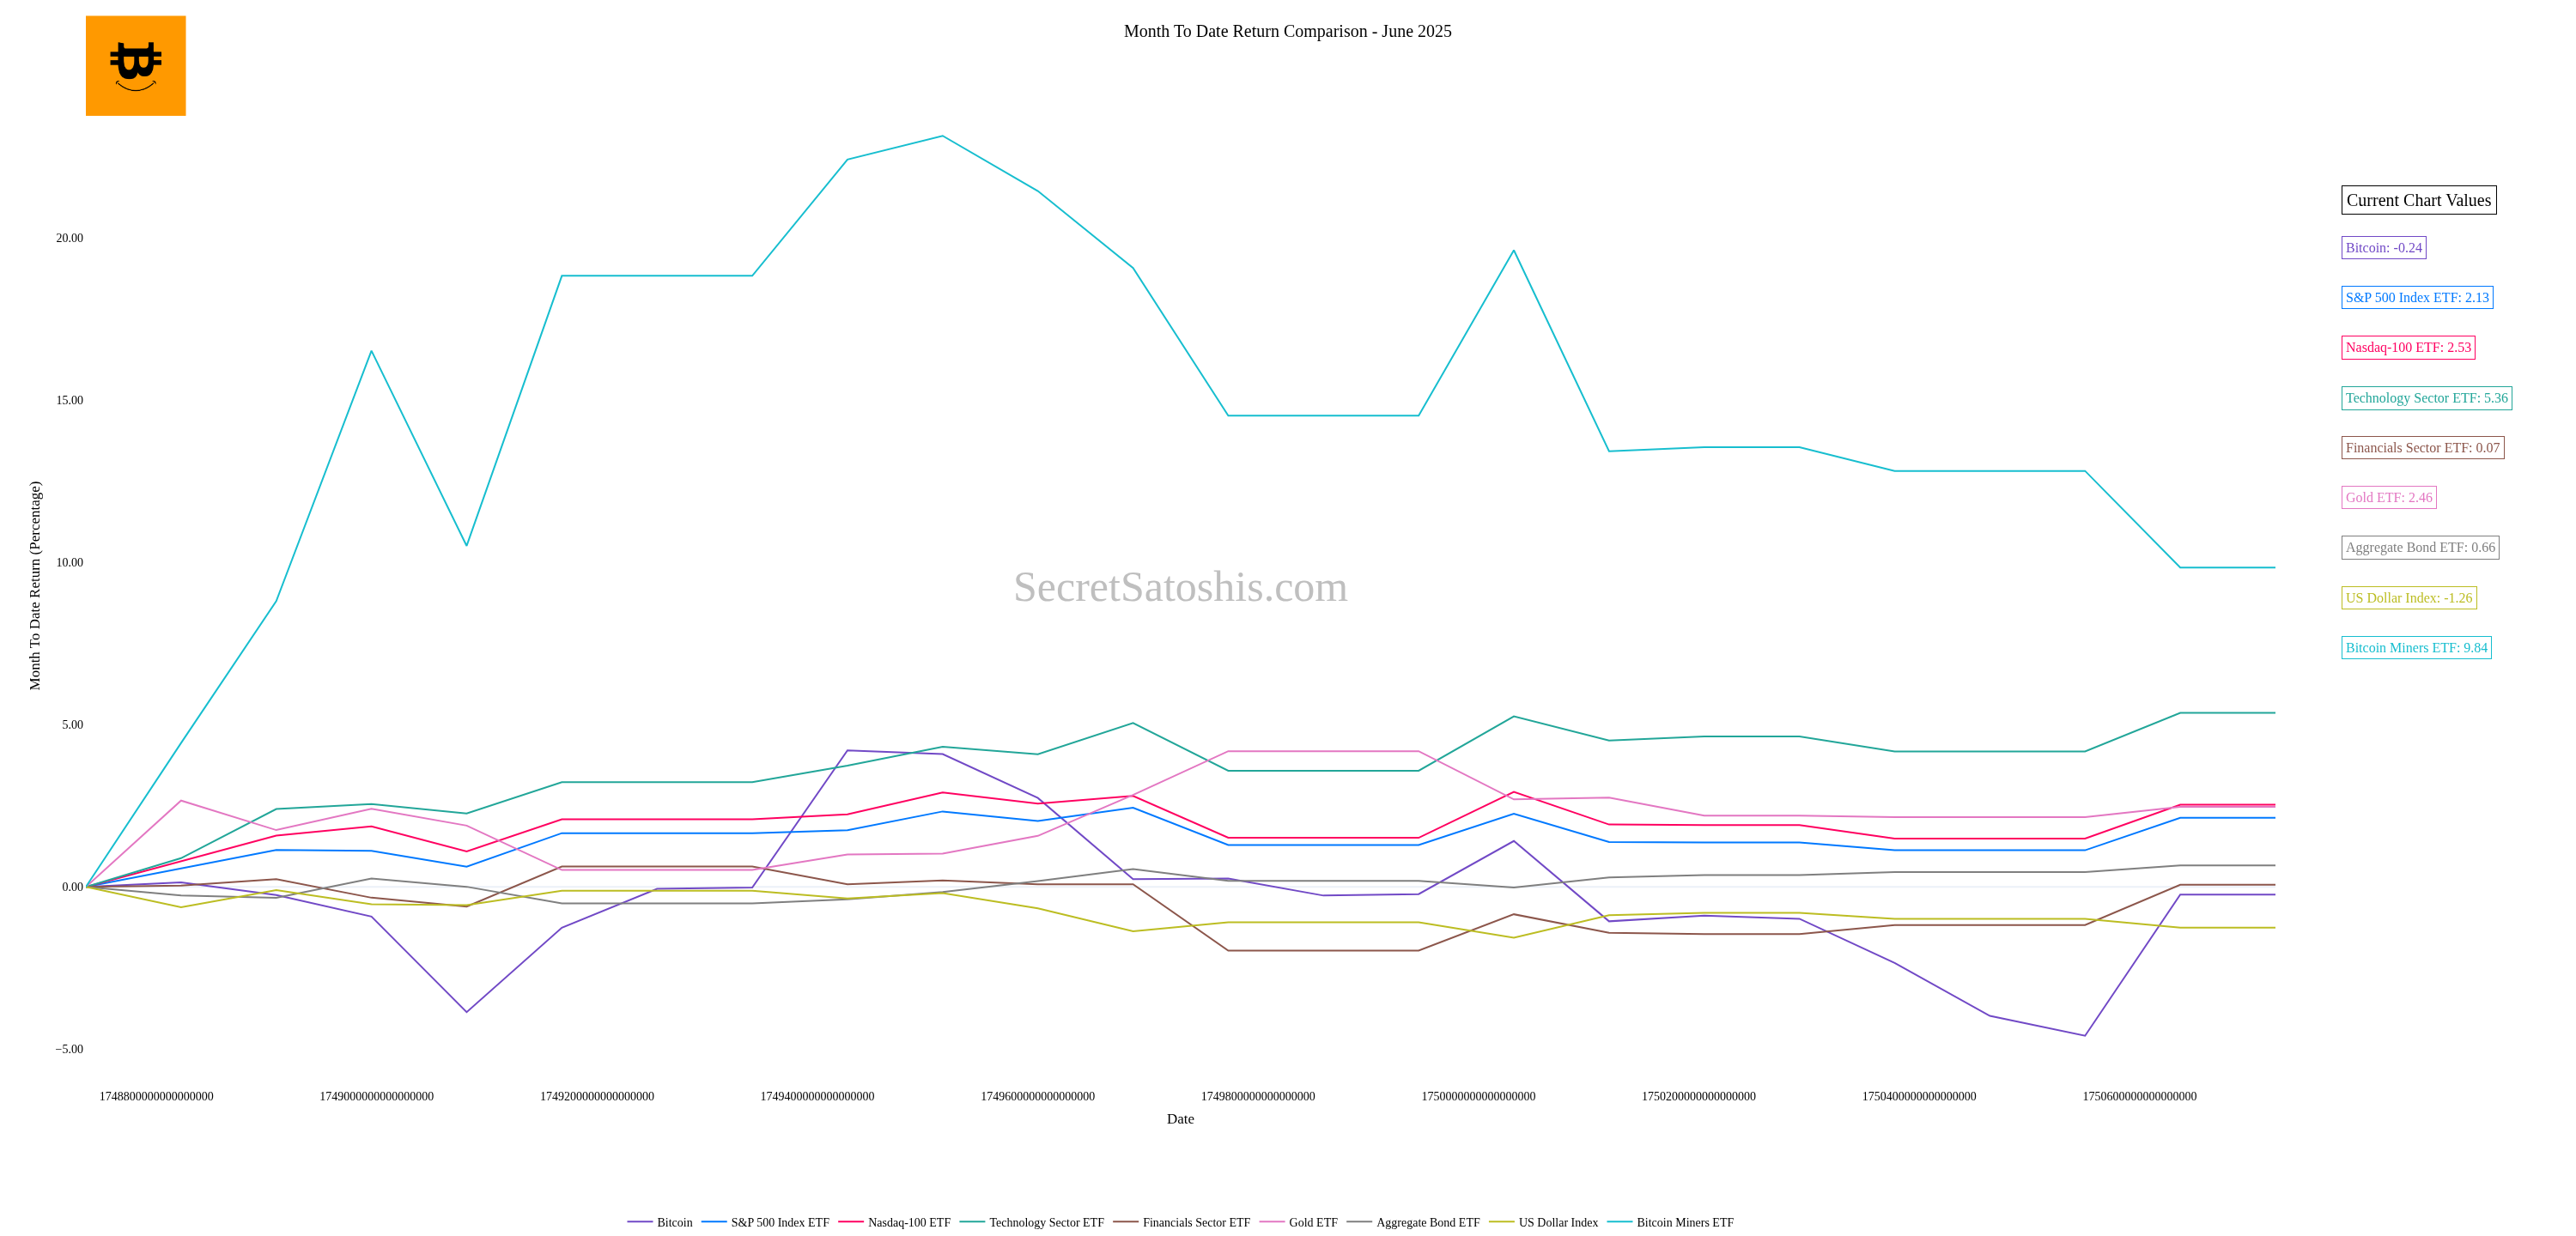 Month To Date Return Comparison - June 2025
Current Chart Values
Bitcoin: -0.24
S&P 500 Index ETF: 2.13
Nasdaq-100 ETF: 2.53
Technology Sector ETF: 5.36
Financials Sector ETF: 0.07
Gold ETF: 2.46
Aggregate Bond ETF: 0.66
US Dollar Index: -1.26
Bitcoin Miners ETF: 9.84
Month To Date Return (Percentage)
20.00
15.00
10.00
5.00
0.00
−5.00
SecretSatoshis.com
1748800000000000000 1749000000000000000 1749200000000000000 1749400000000000000 1749600000000000000 1749800000000000000 1750000000000000000 1750200000000000000 1750400000000000000 1750600000000000000
Date
Bitcoin S&P 500 Index ETF Nasdaq-100 ETF Technology Sector ETF Financials Sector ETF Gold ETF Aggregate Bond ETF US Dollar Index Bitcoin Miners ETF